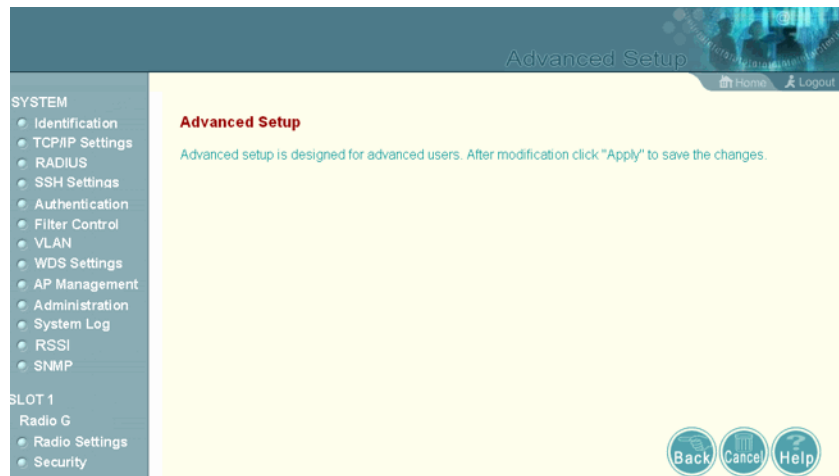 Advanced Setup
Home
Logout
SYSTEM
Identification
TCP/IP Settings
RADIUS
SSH Settings
Authentication
Filter Control
VLAN
WDS Settings
AP Management
Administration
System Log
RSSI
SNMP
SLOT 1
Radio G
Radio Settings
Security
Advanced Setup
Advanced setup is designed for advanced users. After modification click "Apply" to save the changes.
Back
Cancel
Help